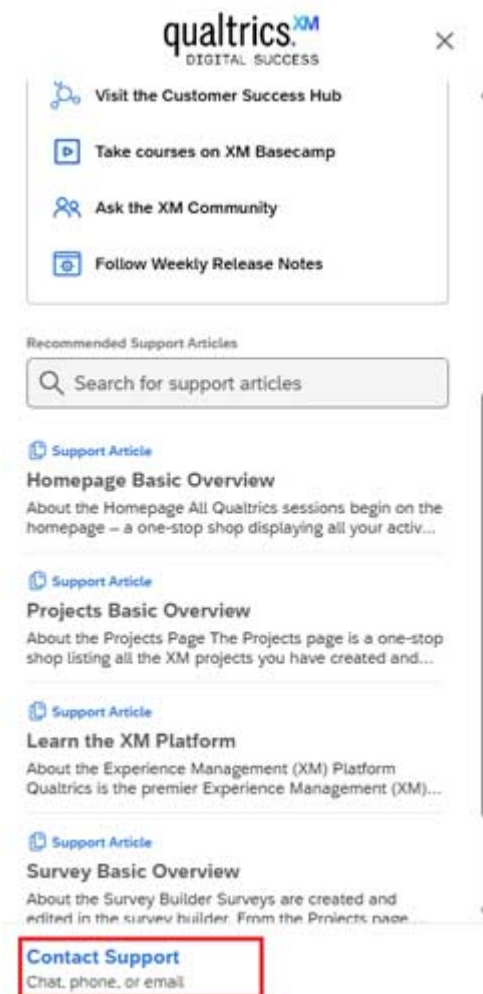 qualtrics.XM
DIGITAL SUCCESS
Visit the Customer Success Hub
Take courses on XM Basecamp
Ask the XM Community
Follow Weekly Release Notes
Recommended Support Articles
Search for support articles
Support Article
Homepage Basic Overview
About the Homepage All Qualtrics sessions begin on the
homepage – a one-stop shop displaying all your activ...
Support Article
Projects Basic Overview
About the Projects Page The Projects page is a one-stop
shop listing all the XM projects you have created and...
Support Article
Learn the XM Platform
About the Experience Management (XM) Platform
Qualtrics is the premier Experience Management (XM)...
Support Article
Survey Basic Overview
About the Survey Builder Surveys are created and
edited in the survey builder. From the Projects page...
Contact Support
Chat, phone, or email